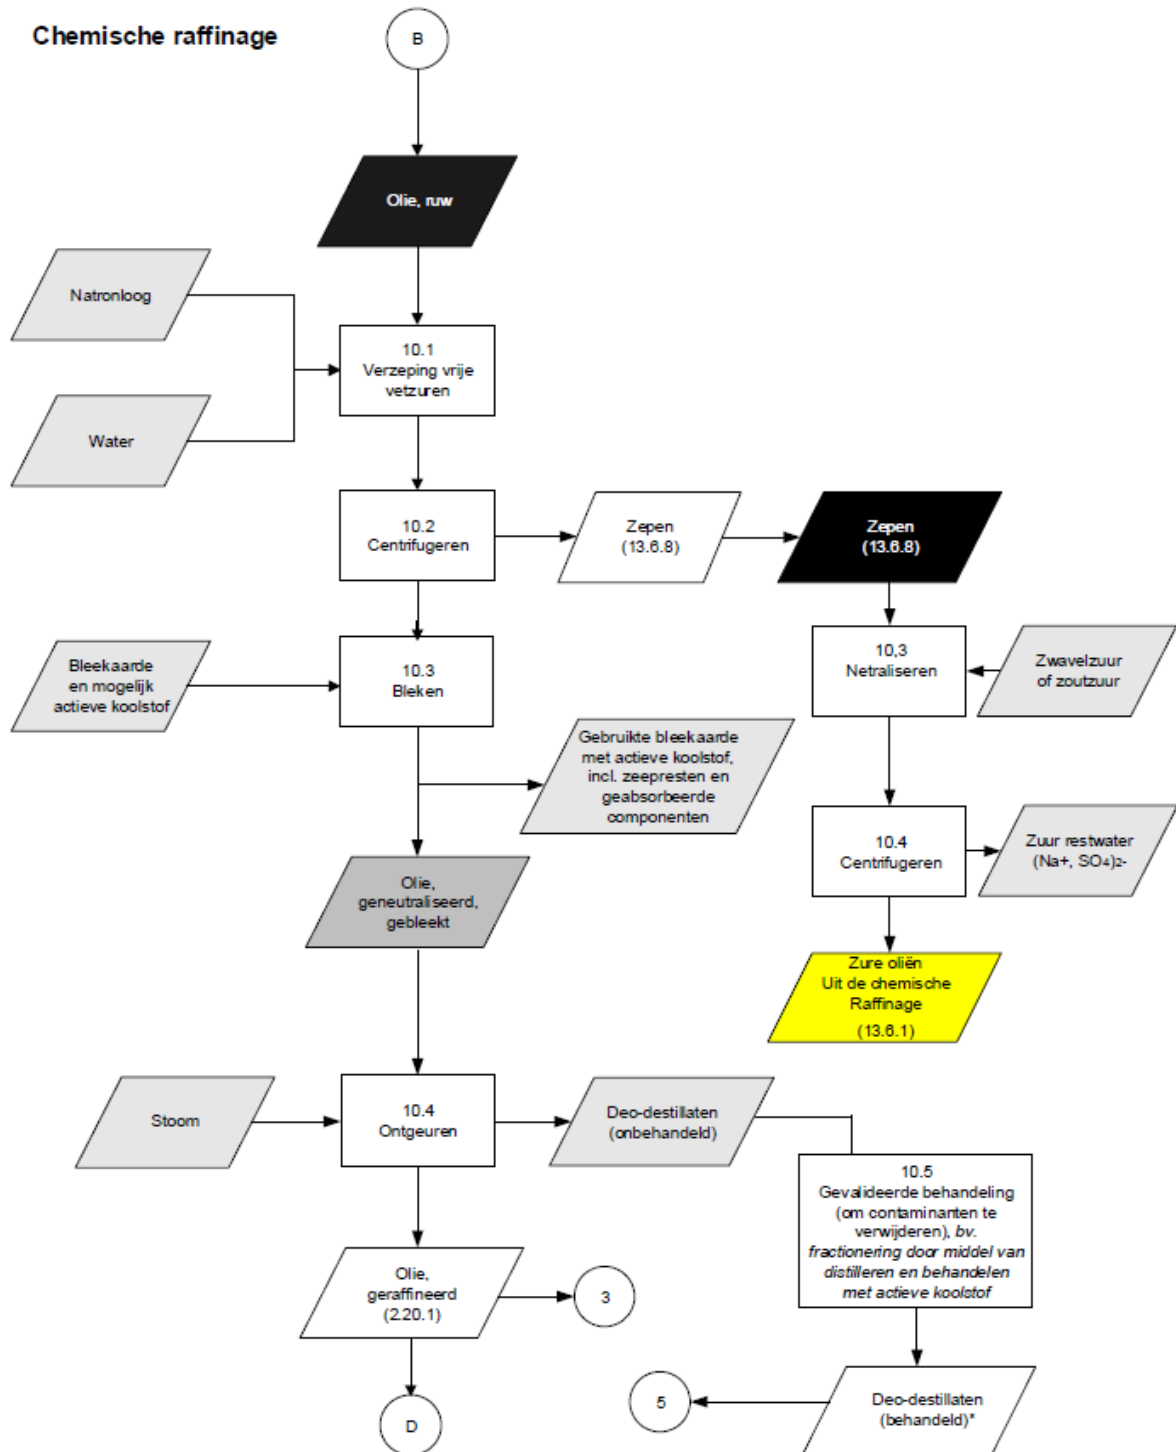 Chemische raffinage
B
Olie, ruw
Natronloog
10.1
Verzeping vrije
vetzuren
Water
10.2
Centrifugeren
Zepen
(13.6.8)
Zepen
(13.6.8)
Bleekaarde
en mogelijk
actieve koolstof
10.3
Bleken
10,3
Netraliseren
Zwavelzuur
of zoutzuur
Gebruikte bleekaarde
met actieve koolstof,
incl. zeepresten en
geabsorbeerde
componenten
10.4
Centrifugeren
Zuur restwater
(Na+, SO4)2-
Olie,
geneutraliseerd,
gebleekt
Zure oliën
Uit de chemische
Raffinage
(13.6.1)
Stoom
10.4
Ontgeuren
Deo-destillaten
(onbehandeld)
10.5
Gevalideerde behandeling
(om contaminanten te
verwijderen), bv.
fractionering door middel van
distilleren en behandelen
met actieve koolstof
Olie,
geraffineerd
(2.20.1)
3
D
5
Deo-destillaten
(behandeld)*